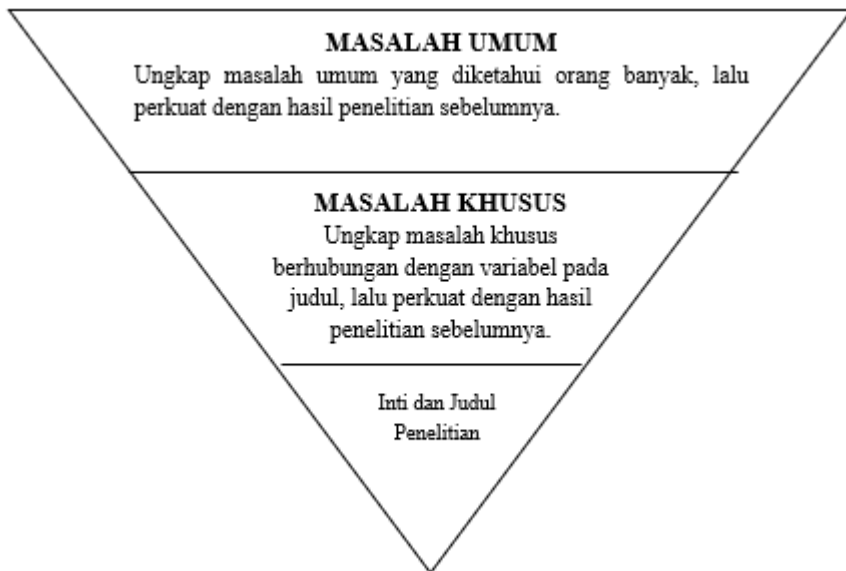 MASALAH UMUM
Ungkap masalah umum yang diketahui orang banyak, lalu
perkuat dengan hasil penelitian sebelumnya.
MASALAH KHUSUS
Ungkap masalah khusus
berhubungan dengan variabel pada
judul, lalu perkuat dengan hasil
penelitian sebelumnya.
Inti dan Judul
Penelitian